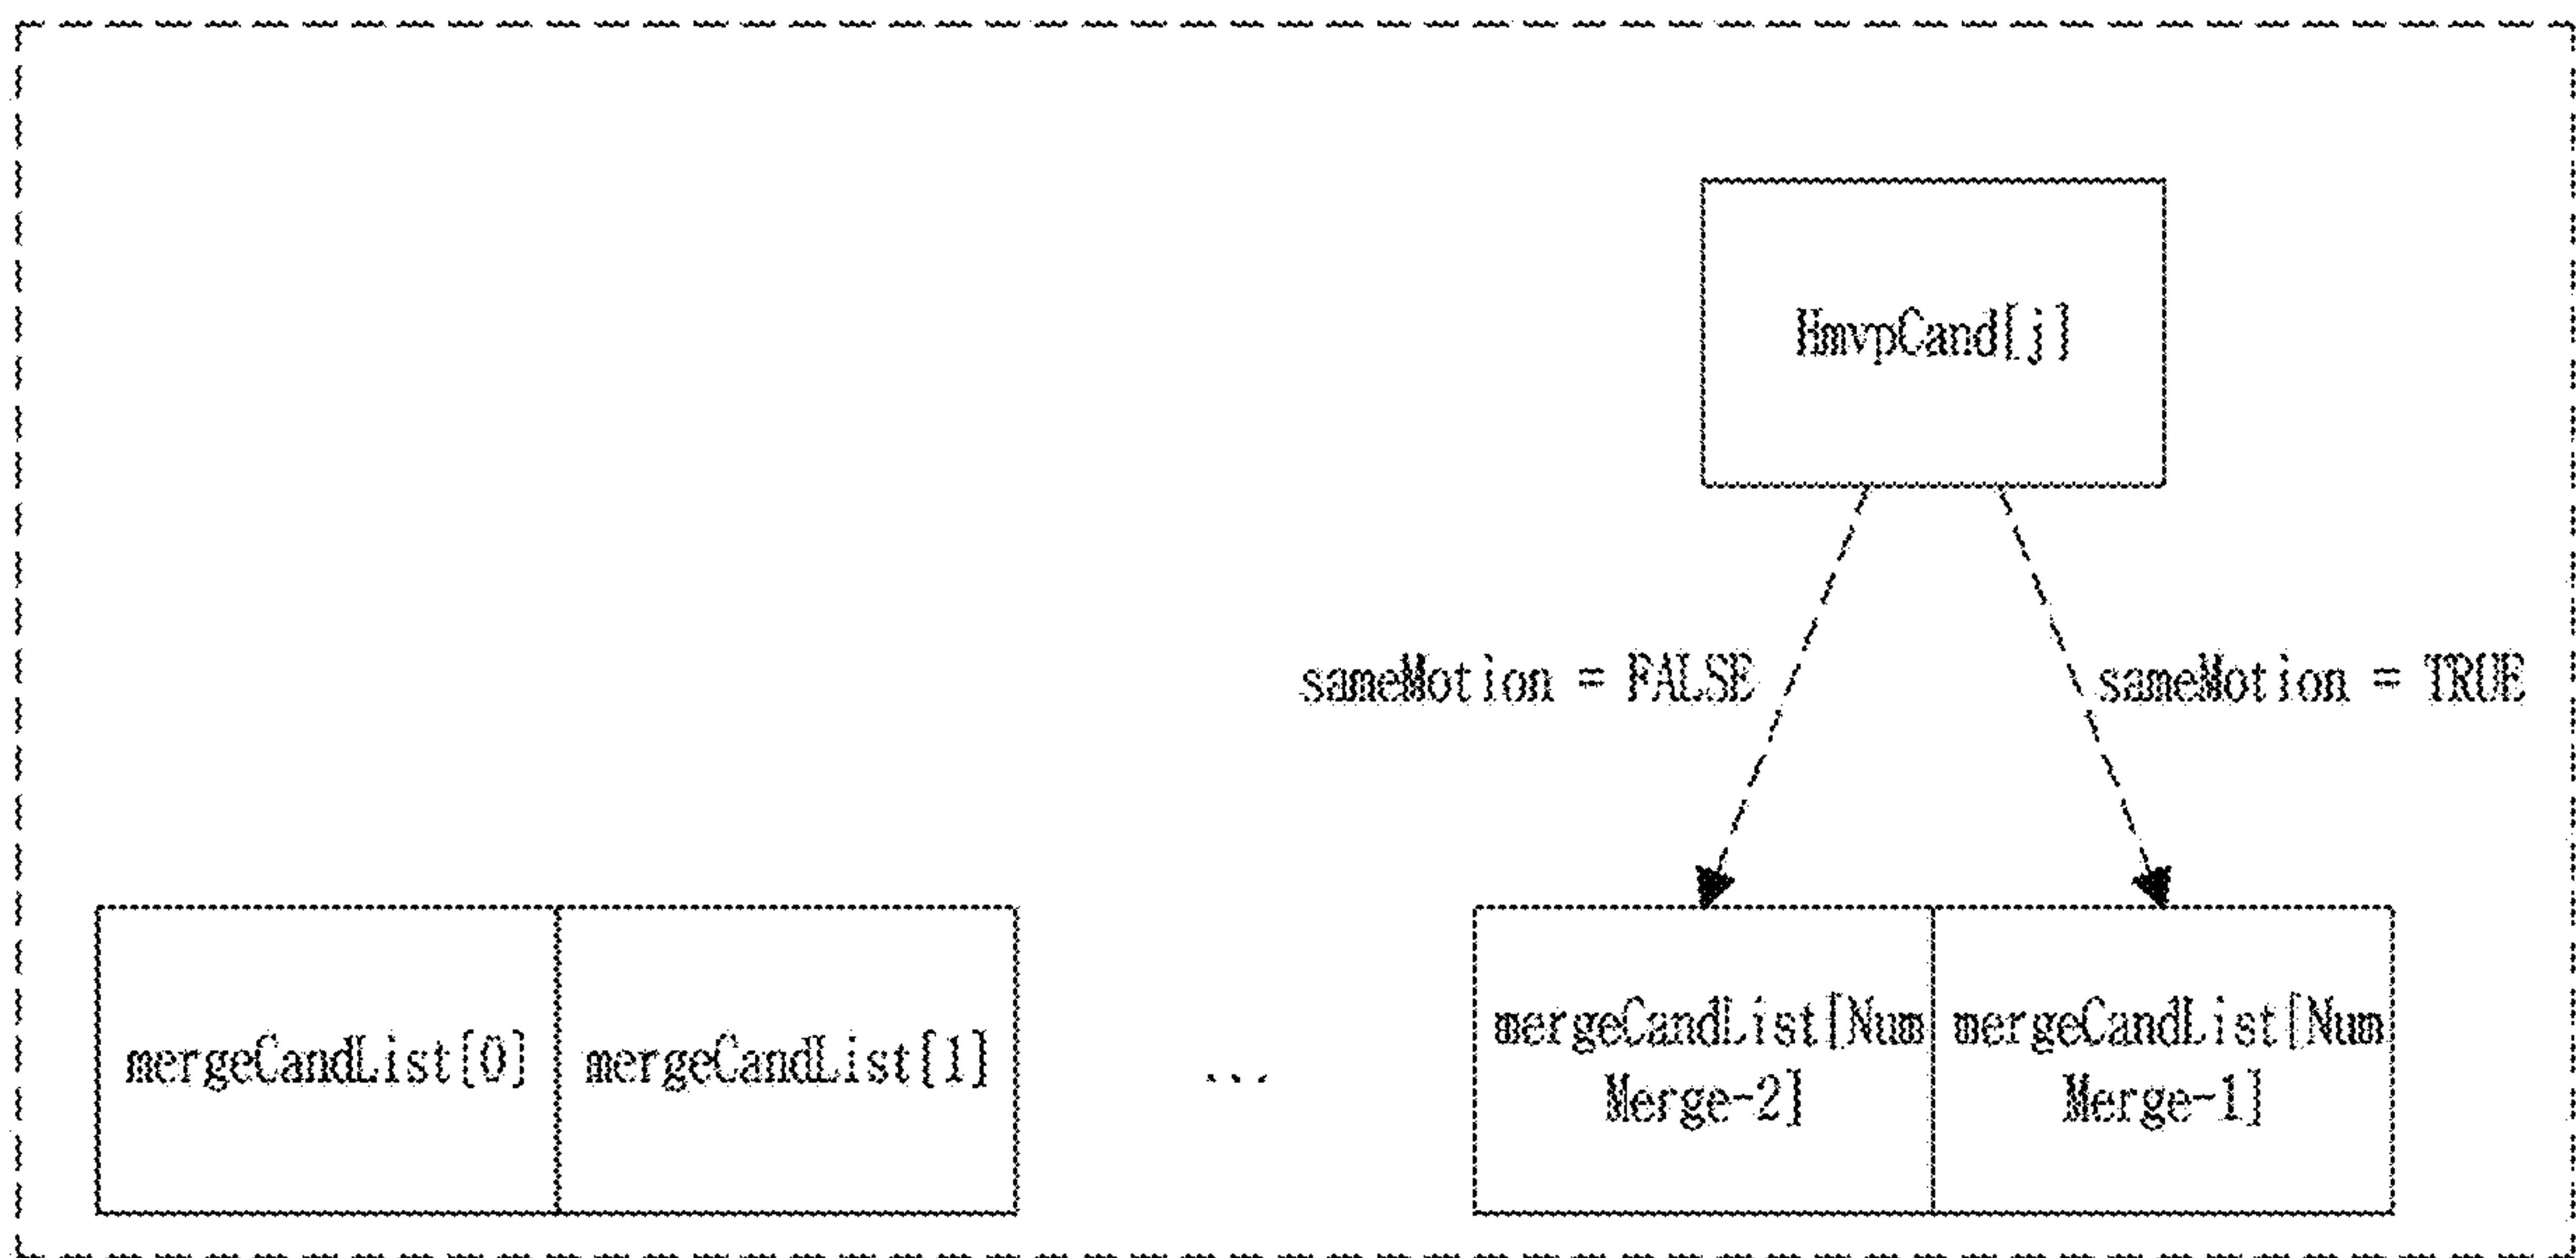 HmvpCand[j]
sameMotion = FALSE
sameMotion = TRUE
mergeCandList[0]
mergeCandList[1]
...
mergeCandList[Num
Merge-2]
mergeCandList[Num
Merge-1]